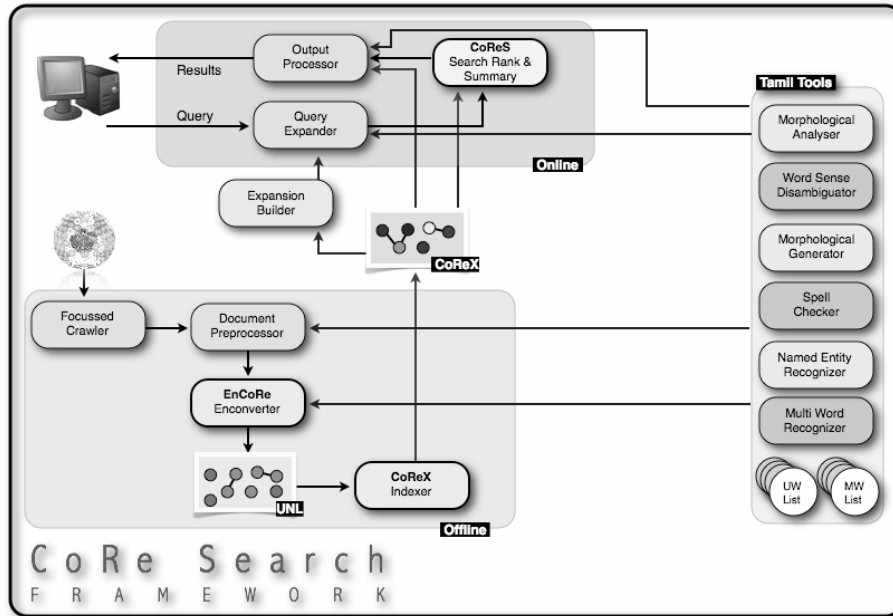 Output
Processor
CoReS
Search Rank &
Summary
Results
Query
Query
Expander
Online
Tamil Tools
Morphological
Analyser
Word Sense
Disambiguator
Morphological
Generator
Spell
Checker
Named Entity
Recognizer
Multi Word
Recognizer
UW
List
MW
List
Expansion
Builder
CoReX
Focussed
Crawler
Document
Preprocessor
EnCoRe
Enconverter
UNL
CoReX
Indexer
Offline
CoRe Search
FRAMEWORK